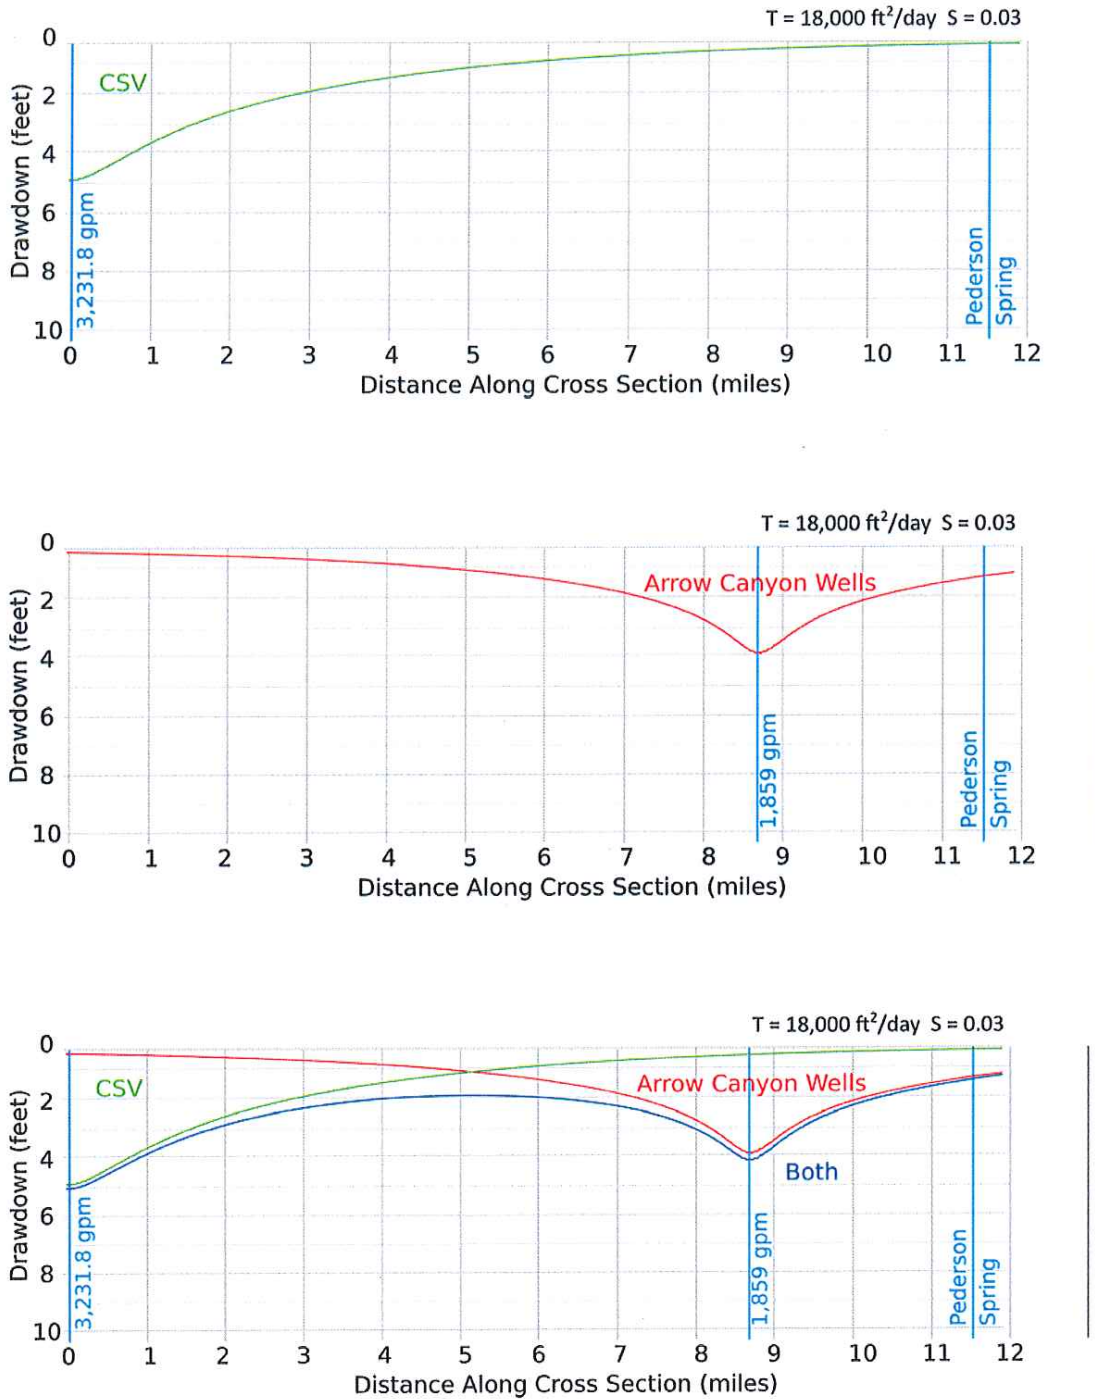 T = 18,000 ft²/day S = 0.03
0
2
4
6
8
10
Drawdown (feet)
CSV
3,231.8 gpm
Pederson
Spring
0 1 2 3 4 5 6 7 8 9 10 11 12
Distance Along Cross Section (miles)
T = 18,000 ft²/day S = 0.03
0
2
4
6
8
10
Drawdown (feet)
Arrow Canyon Wells
1,859 gpm
Pederson
Spring
0 1 2 3 4 5 6 7 8 9 10 11 12
Distance Along Cross Section (miles)
T = 18,000 ft²/day S = 0.03
0
2
4
6
8
10
Drawdown (feet)
CSV
Arrow Canyon Wells
Both
3,231.8 gpm
1,859 gpm
Pederson
Spring
0 1 2 3 4 5 6 7 8 9 10 11 12
Distance Along Cross Section (miles)